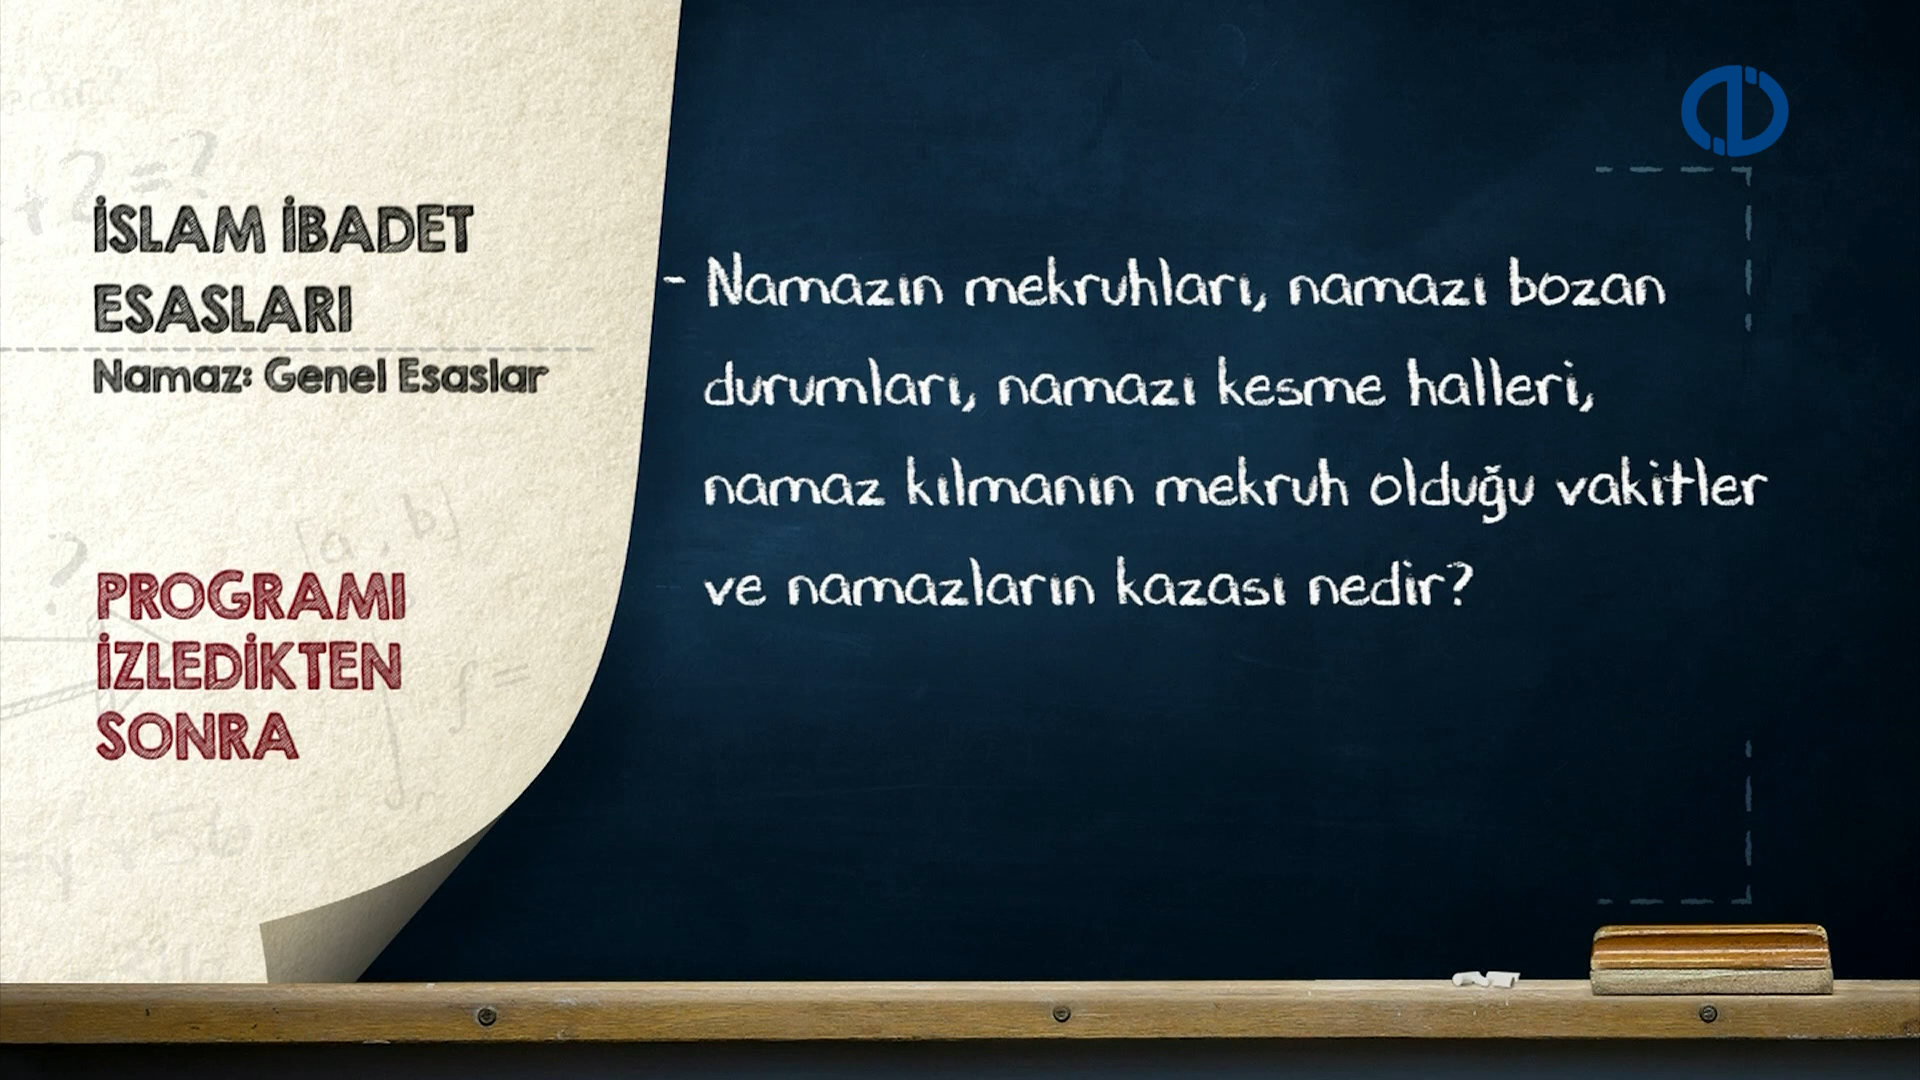 İSLAM İBADET
ESASLARI
Namaz: Genel Esaslar
PROGRAMI
İZLEDİKTEN
SONRA
- Namazın mekruhları, namazı bozan
durumları, namazı kesme halleri,
namaz kılmanın mekruh olduğu vakitler
ve namazların kazası nedir?